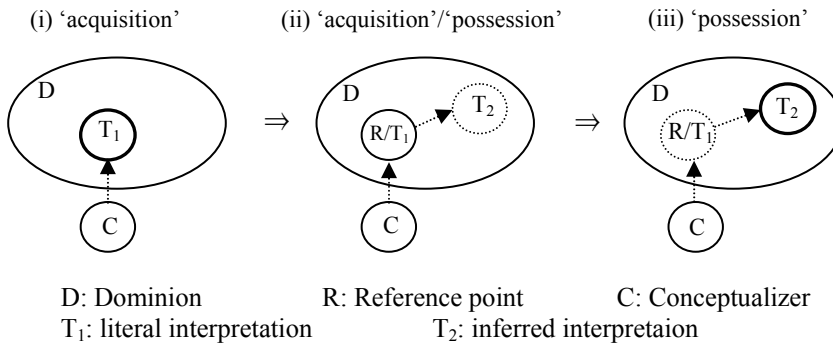 (i) ‘acquisition’ (ii) ‘acquisition’/‘possession’ (iii) ‘possession’
D D D
T₁ ⇒ R/T₁ T₂ ⇒ R/T₁ T₂
C C C
D: Dominion R: Reference point C: Conceptualizer
T₁: literal interpretation T₂: inferred interpretaion